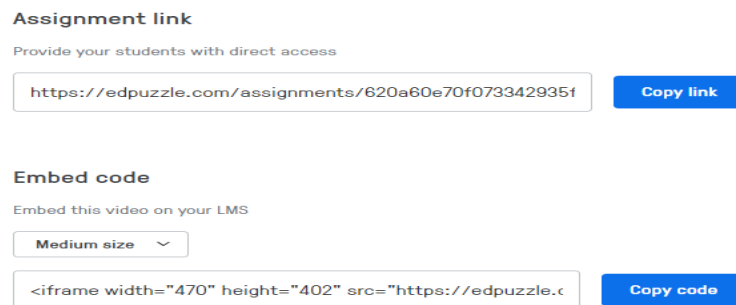 Assignment link
Provide your students with direct access
https://edpuzzle.com/assignments/620a60e70f073342935f
Copy link
Embed code
Embed this video on your LMS
Medium size
<iframe width="470" height="402" src="https://edpuzzle.c
Copy code